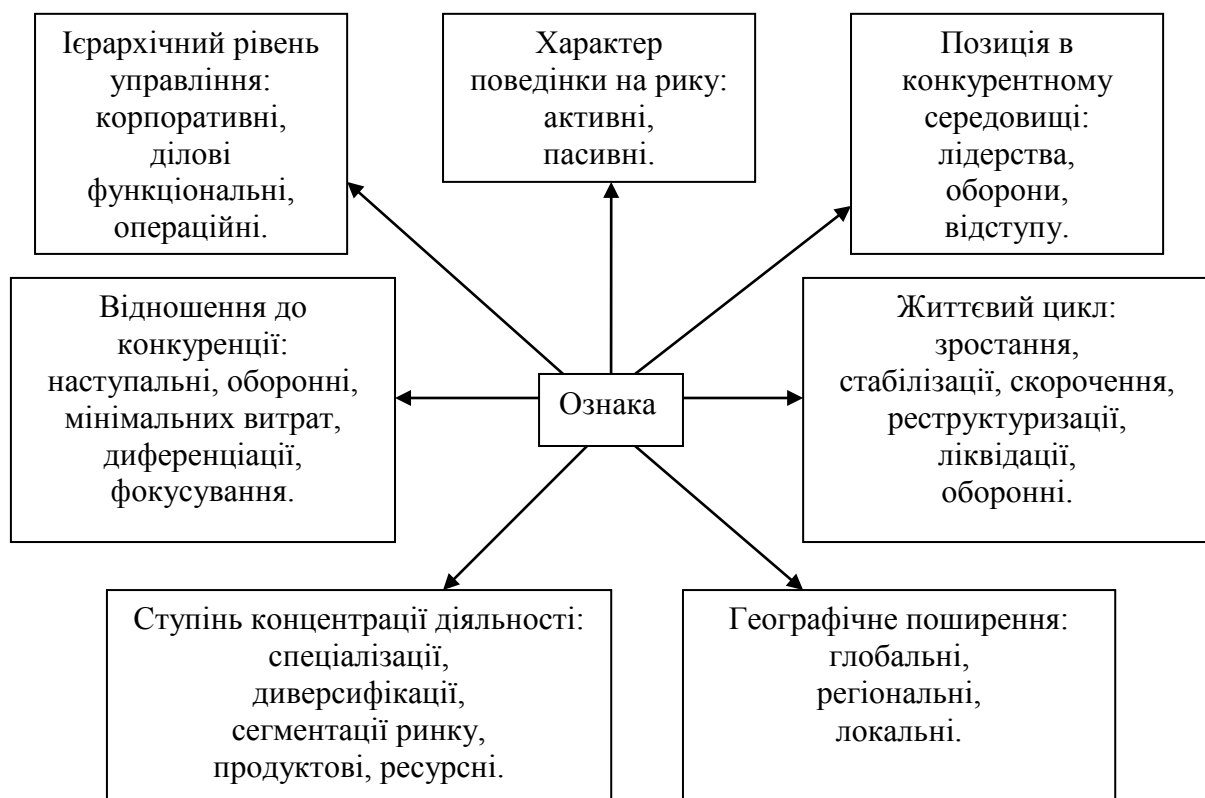 Ієрархічний рівень
управління:
корпоративні,
ділові
функціональні,
операційні.
Характер
поведінки на рику:
активні,
пасивні.
Позиція в
конкурентному
середовищі:
лідерства,
оборони,
відступу.
Відношення до
конкуренції:
наступальні, оборонні,
мінімальних витрат,
диференціації,
фокусування.
Ознака
Життєвий цикл:
зростання,
стабілізації, скорочення,
реструктуризації,
ліквідації,
оборонні.
Ступінь концентрації діяльності:
спеціалізації,
диверсифікації,
сегментації ринку,
продуктові, ресурсні.
Географічне поширення:
глобальні,
регіональні,
локальні.